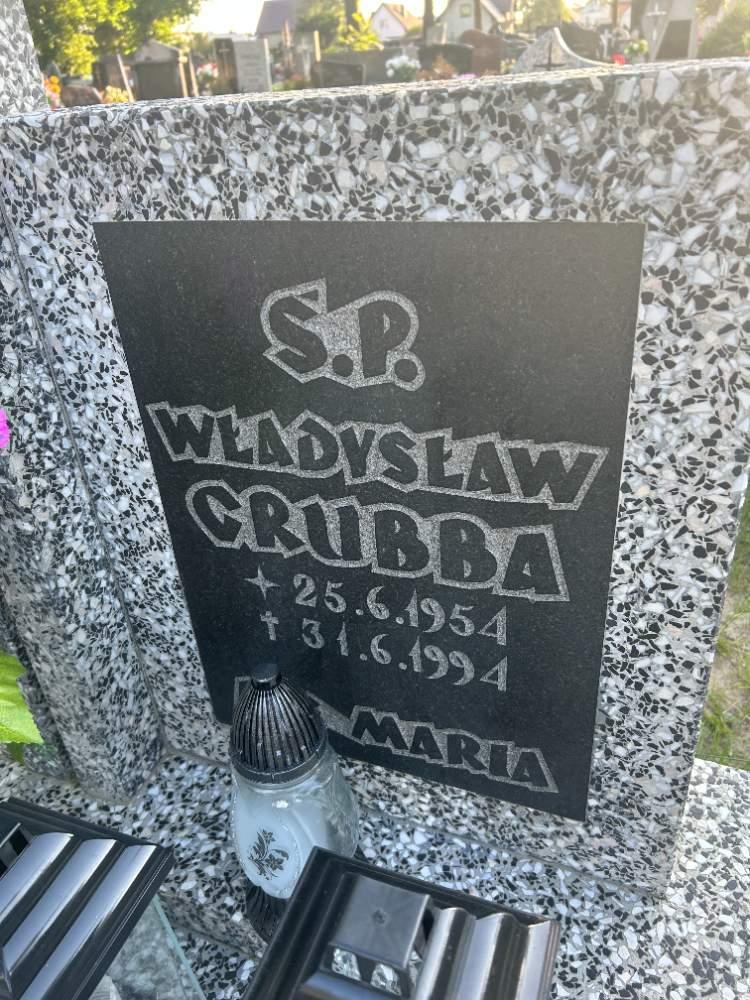 Ś.P.
WŁADYSŁAW
GRUBBA
25.6.1954
† 31.6.1994
MARIA